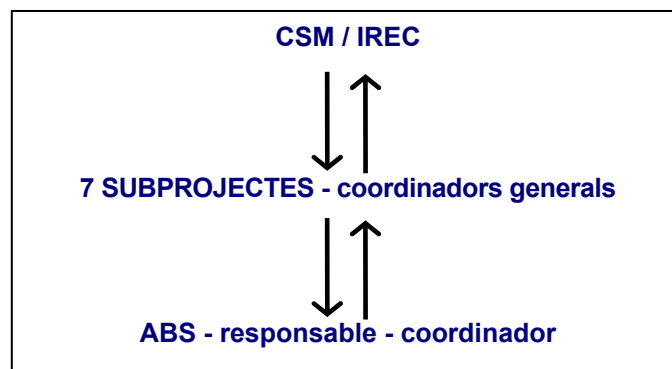 CSM / IREC
7 SUBPROJECTES - coordinadors generals
ABS - responsable - coordinador